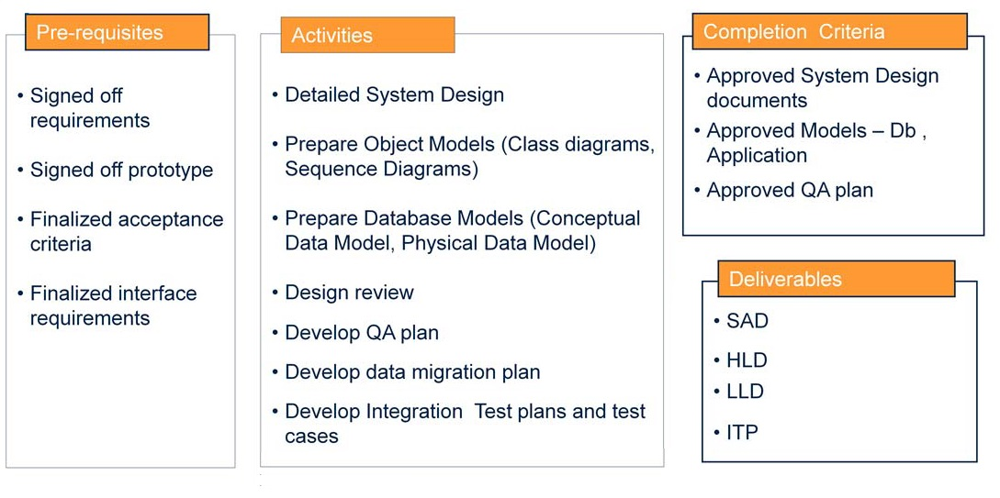 Pre-requisites
• Signed off
requirements
• Signed off prototype
• Finalized acceptance
criteria
• Finalized interface
requirements
Activities
• Detailed System Design
• Prepare Object Models (Class diagrams,
Sequence Diagrams)
• Prepare Database Models (Conceptual
Data Model, Physical Data Model)
• Design review
• Develop QA plan
• Develop data migration plan
• Develop Integration  Test plans and test
cases
Completion  Criteria
• Approved System Design
documents
• Approved Models – Db ,
Application
• Approved QA plan
Deliverables
• SAD
• HLD
• LLD
• ITP